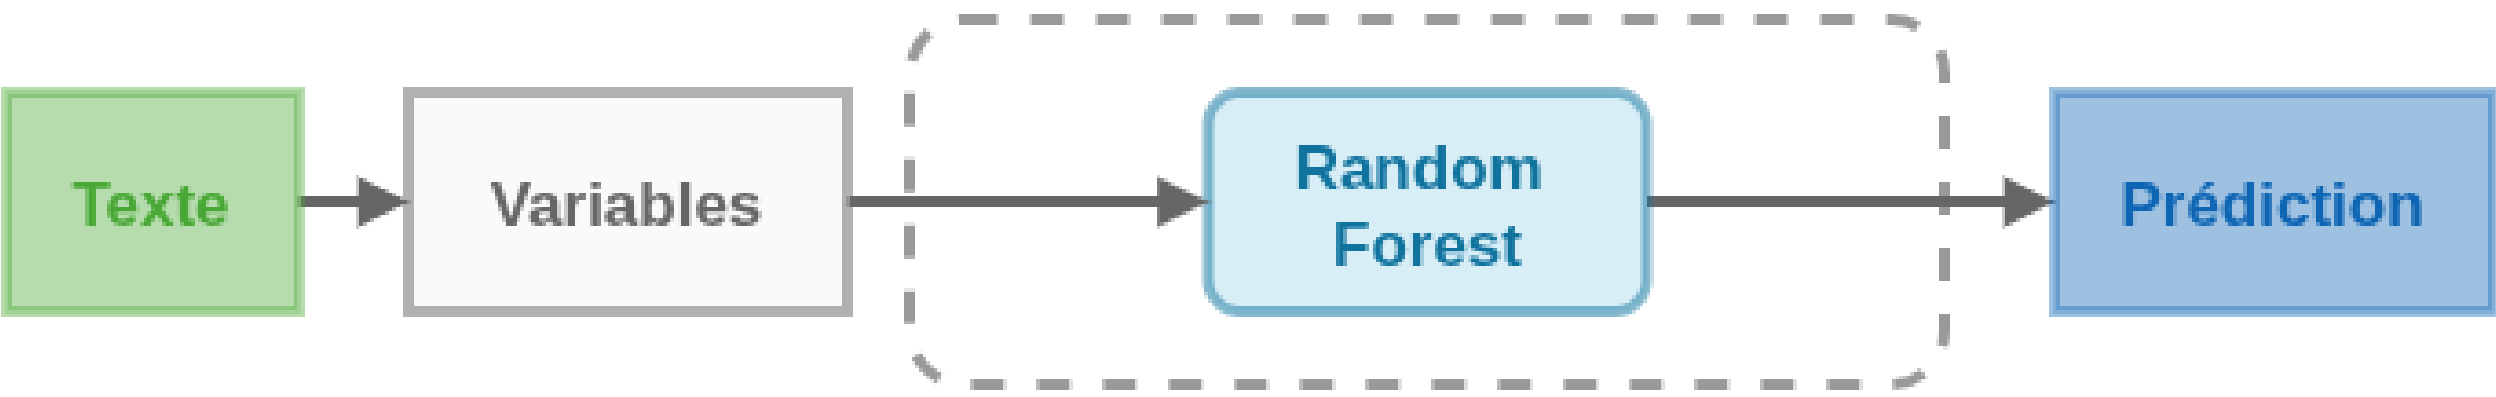 Texte
Variables
Random
Forest
Prédiction